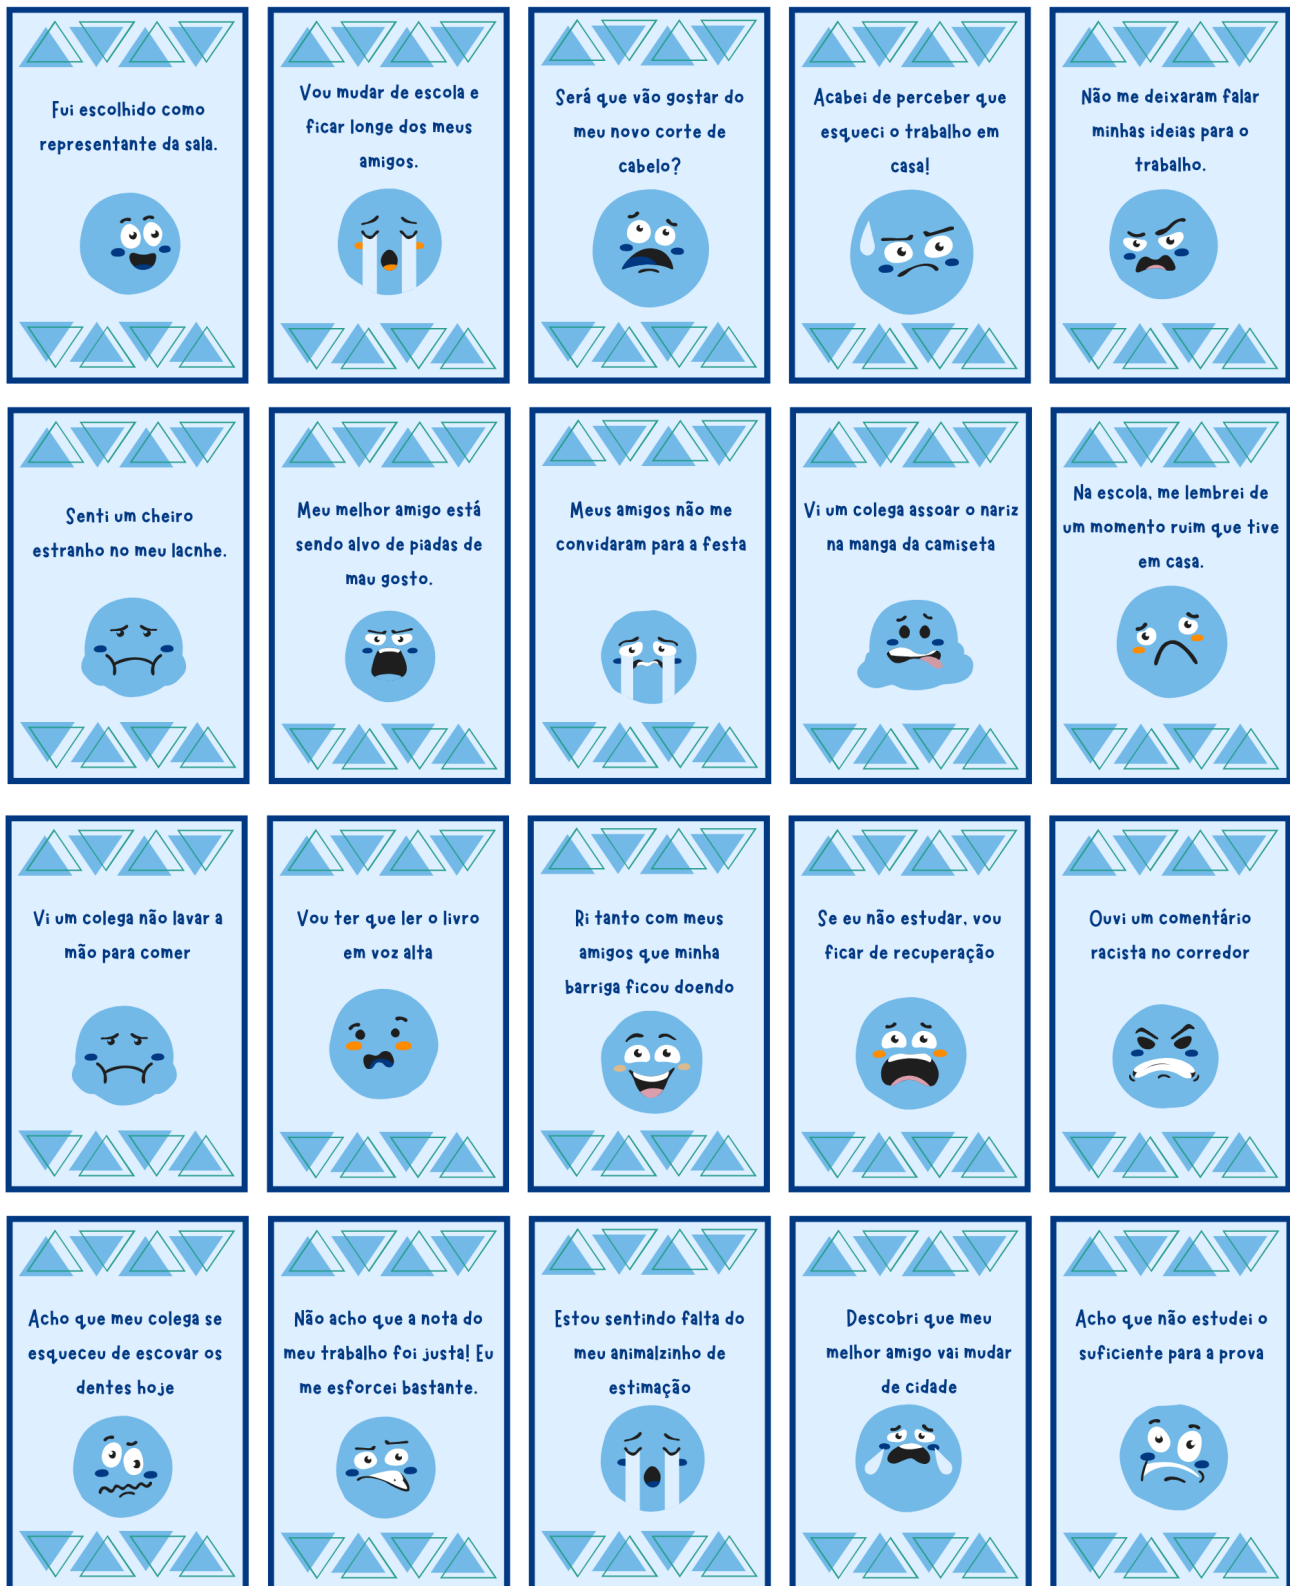 Fui escolhido como
representante da sala.
Vou mudar de escola e
ficar longe dos meus
amigos.
Será que vão gostar do
meu novo corte de
cabelo?
Acabei de perceber que
esqueci o trabalho em
casa!
Não me deixaram falar
minhas ideias para o
trabalho.
Senti um cheiro
estranho no meu lacnhe.
Meu melhor amigo está
sendo alvo de piadas de
mau gosto.
Meus amigos não me
convidaram para a festa
Vi um colega assoar o nariz
na manga da camiseta
Na escola, me lembrei de
um momento ruim que tive
em casa.
Vi um colega não lavar a
mão para comer
Vou ter que ler o livro
em voz alta
Ri tanto com meus
amigos que minha
barriga ficou doendo
Se eu não estudar, vou
ficar de recuperação
Ouvi um comentário
racista no corredor
Acho que meu colega se
esqueceu de escovar os
dentes hoje
Não acho que a nota do
meu trabalho foi justa! Eu
me esforcei bastante.
Estou sentindo falta do
meu animalzinho de
estimação
Descobri que meu
melhor amigo vai mudar
de cidade
Acho que não estudei o
suficiente para a prova